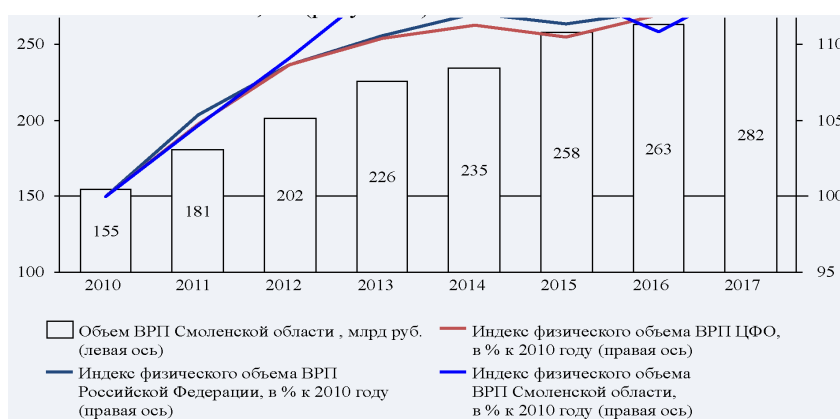 250
110
200
105
150
100
100
95
155
181
202
226
235
258
263
282
2010
2011
2012
2013
2014
2015
2016
2017
Объем ВРП Смоленской области , млрд руб.
(левая ось)
Индекс физического объема ВРП ЦФО,
в % к 2010 году (правая ось)
Индекс физического объема ВРП
Российской Федерации, в % к 2010 году
(правая ось)
Индекс физического объема
ВРП Смоленской области,
в % к 2010 году (правая ось)